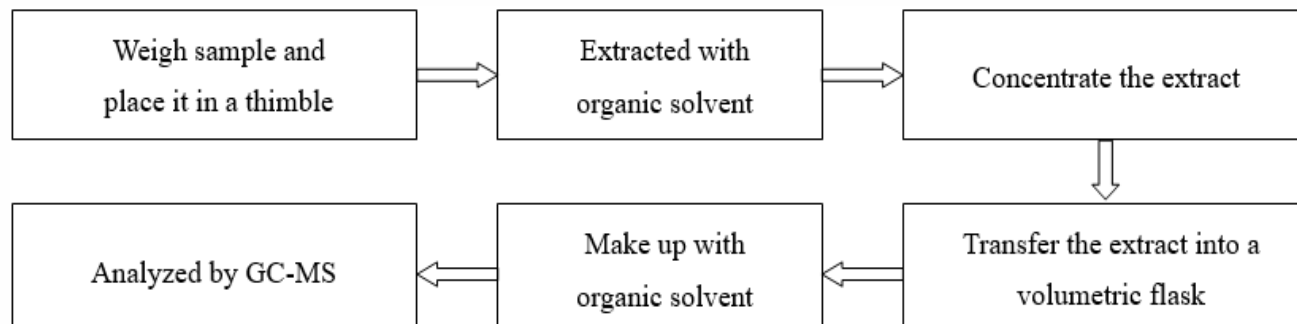 Weigh sample and
place it in a thimble
Extracted with
organic solvent
Concentrate the extract
Transfer the extract into a
volumetric flask
Make up with
organic solvent
Analyzed by GC-MS